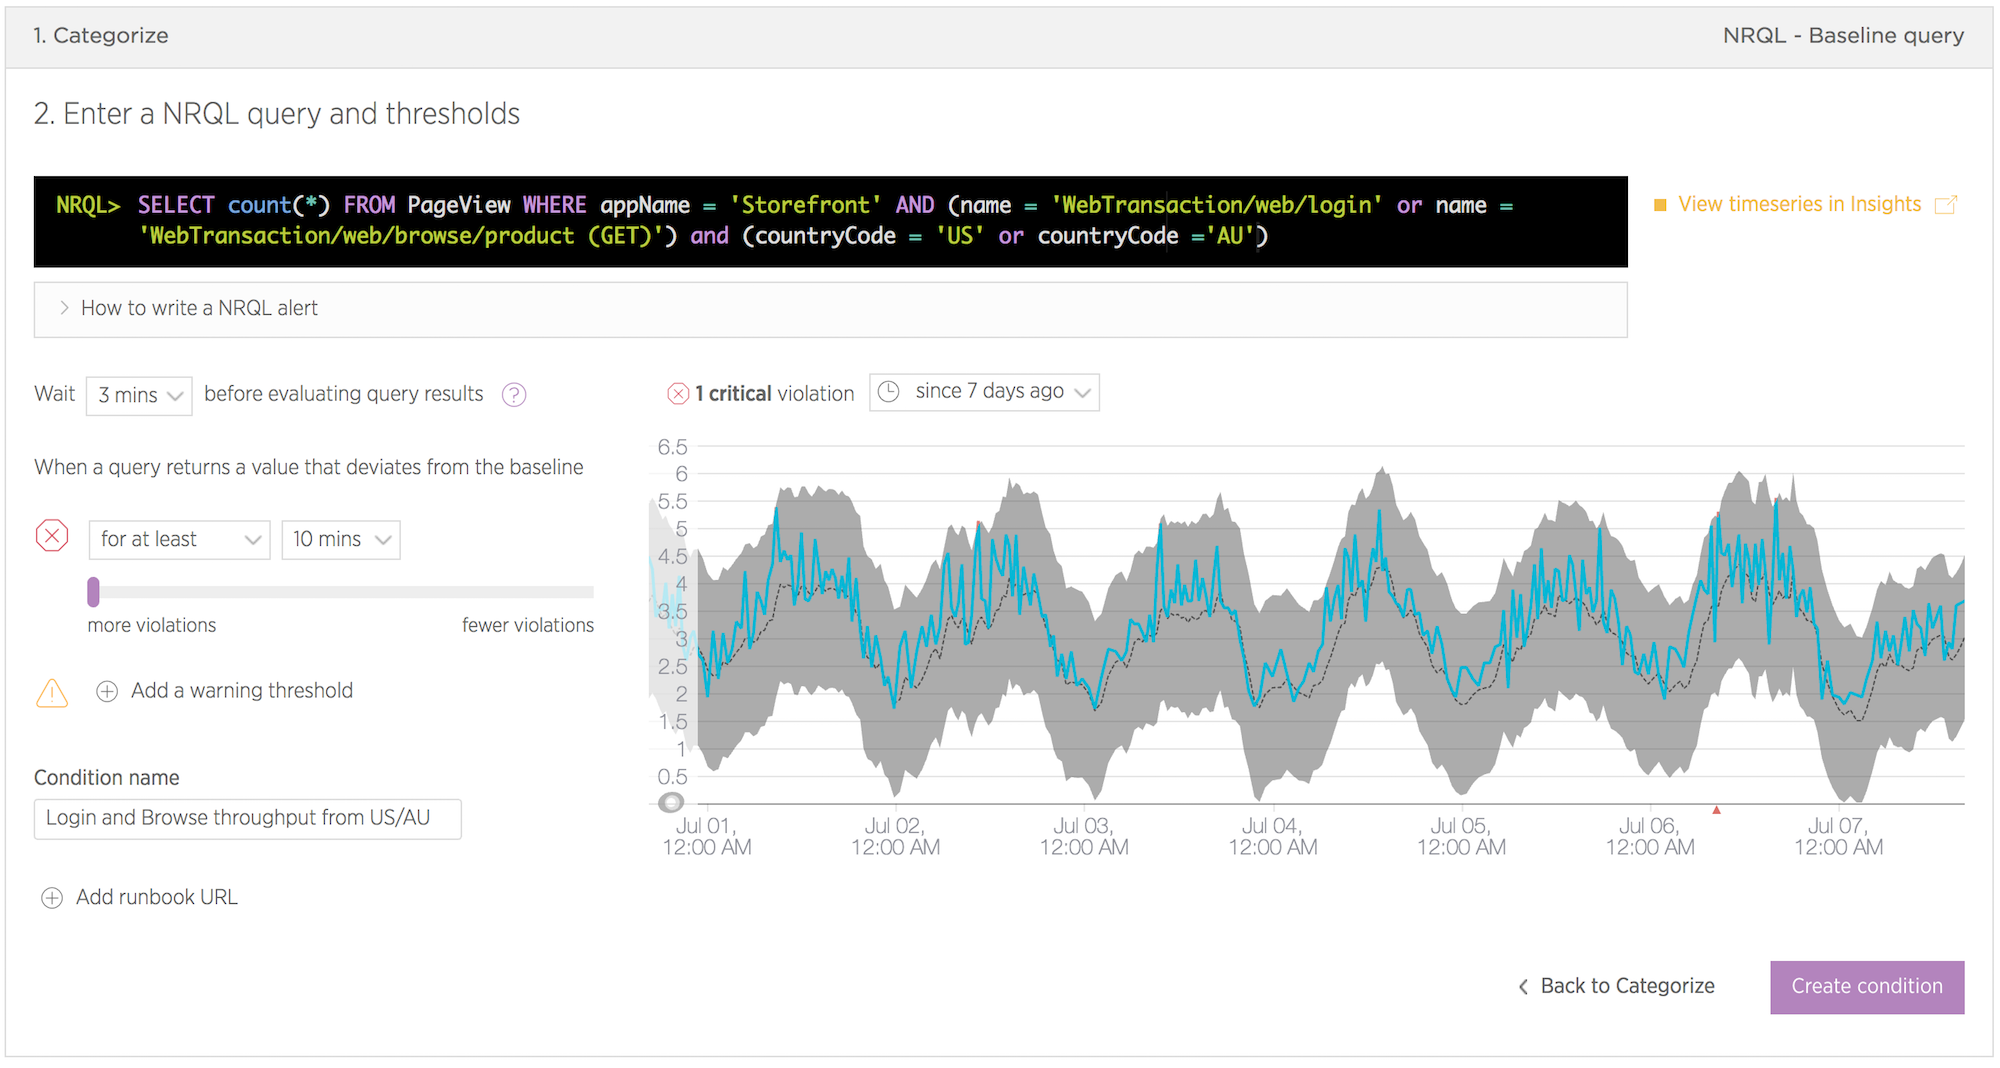 1. Categorize
NRQL - Baseline query
2. Enter a NRQL query and thresholds
NRQL> SELECT count(*) FROM PageView WHERE appName = 'Storefront' AND (name = 'WebTransaction/web/login' or name =
'WebTransaction/web/browse/product (GET)') and (countryCode = 'US' or countryCode ='AU')
View timeseries in Insights
How to write a NRQL alert
Wait 3 mins before evaluating query results ?
1 critical violation since 7 days ago
When a query returns a value that deviates from the baseline
for at least 10 mins
more violations fewer violations
Add a warning threshold
Condition name
Login and Browse throughput from US/AU
Add runbook URL
6.5
6
5.5
5
4.5
4
3.5
3
2.5
2
1.5
1
0.5
Jul 01, Jul 02, Jul 03, Jul 04, Jul 05, Jul 06, Jul 07,
12:00 AM 12:00 AM 12:00 AM 12:00 AM 12:00 AM 12:00 AM 12:00 AM
Back to Categorize
Create condition